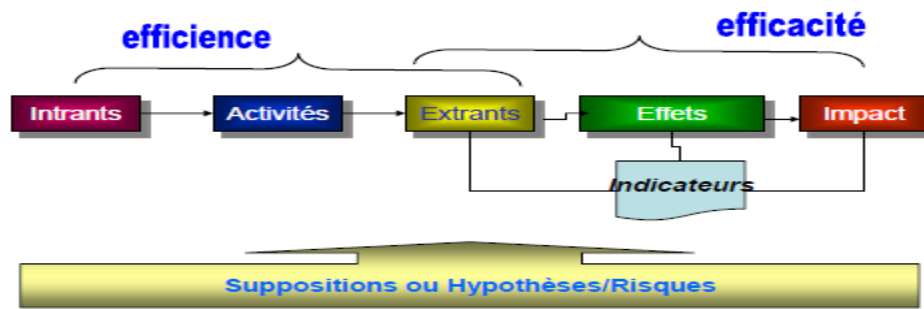 efficience
efficacité
Intrants
Activités
Extrants
Effets
Impact
Indicateurs
Suppositions ou Hypothèses/Risques